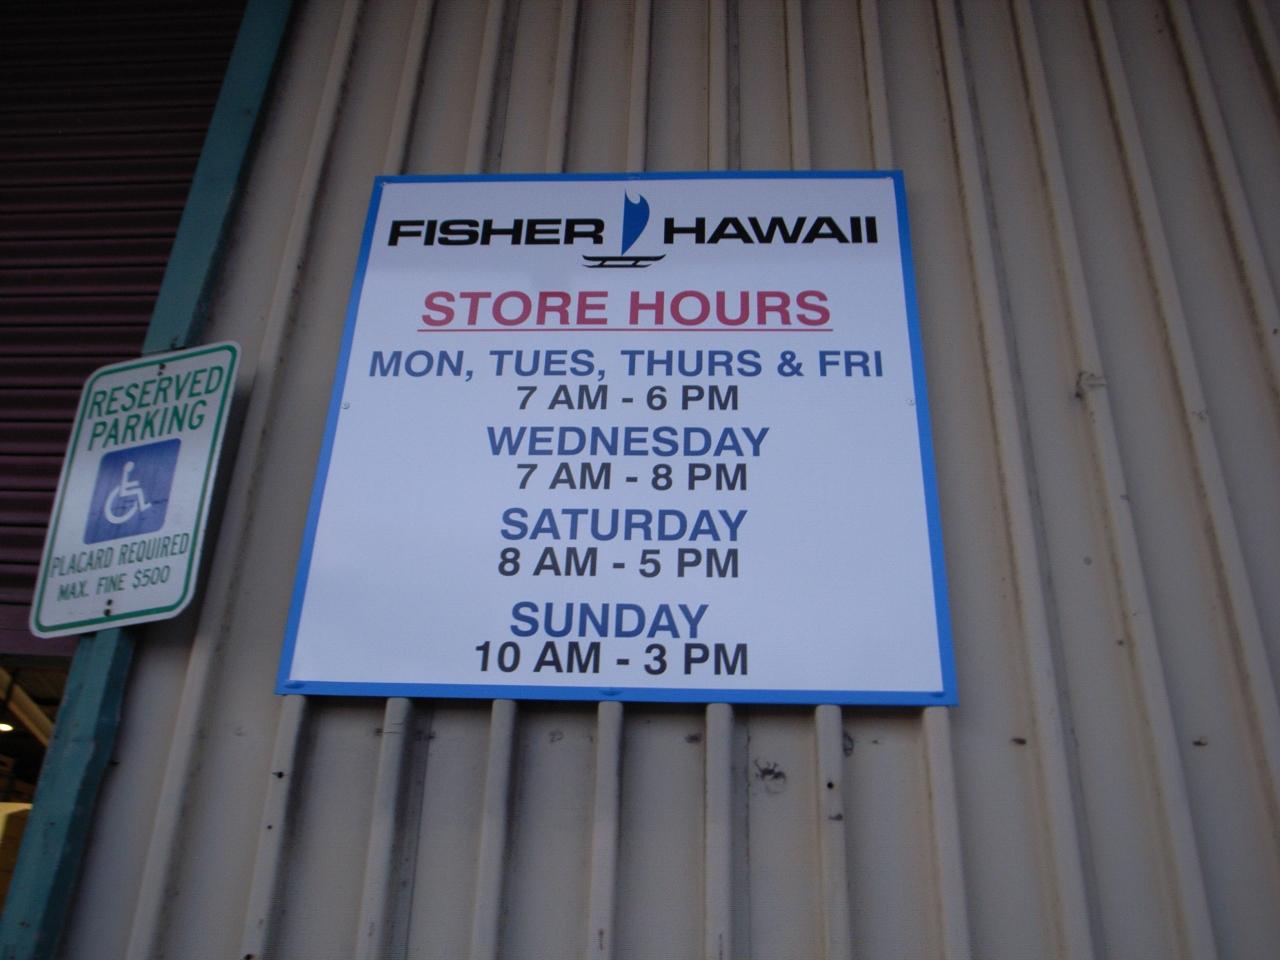 FISHER HAWAII
STORE HOURS
MON, TUES, THURS & FRI
7 AM - 6 PM
WEDNESDAY
7 AM - 8 PM
SATURDAY
8 AM - 5 PM
SUNDAY
10 AM - 3 PM
RESERVED
PARKING
PLACARD REQUIRED
MAX. FINE $500